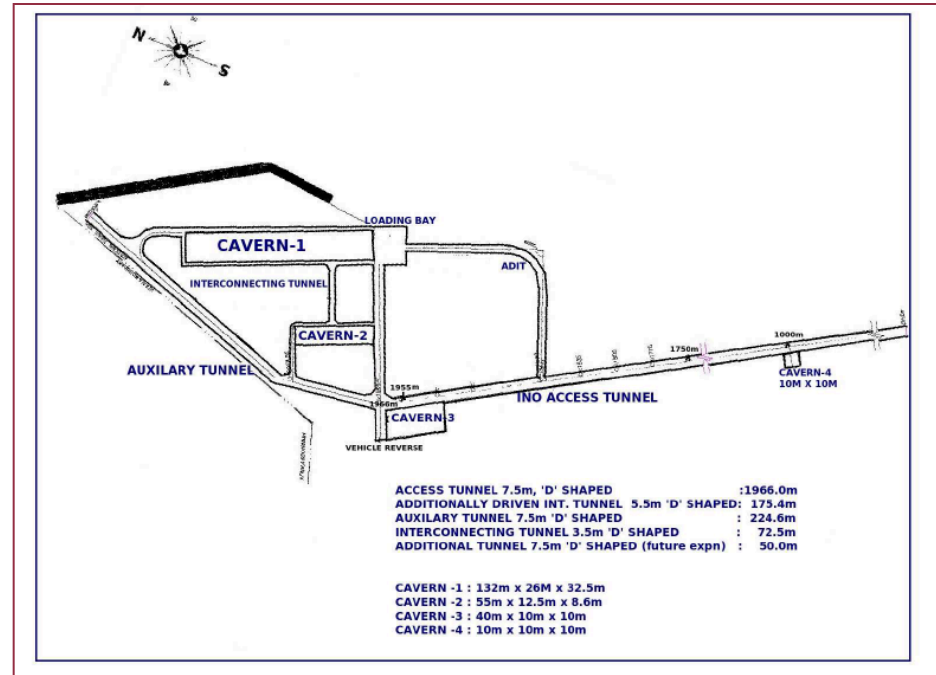 N
S
LOADING BAY
CAVERN-1
ADIT
INTERCONNECTING TUNNEL
CAVERN-2
1000m
1750m
AUXILARY TUNNEL
CAVERN-4
10M X 10M
1955m
INO ACCESS TUNNEL
1966m
CAVERN-3
VEHICLE REVERSE
ACCESS TUNNEL 7.5m, 'D' SHAPED :1966.0m
ADDITIONALLY DRIVEN INT. TUNNEL 5.5m 'D' SHAPED: 175.4m
AUXILARY TUNNEL 7.5m 'D' SHAPED : 224.6m
INTERCONNECTING TUNNEL 3.5m 'D' SHAPED : 72.5m
ADDITIONAL TUNNEL 7.5m 'D' SHAPED (future expn) : 50.0m
CAVERN -1 : 132m x 26M x 32.5m
CAVERN -2 : 55m x 12.5m x 8.6m
CAVERN -3 : 40m x 10m x 10m
CAVERN -4 : 10m x 10m x 10m